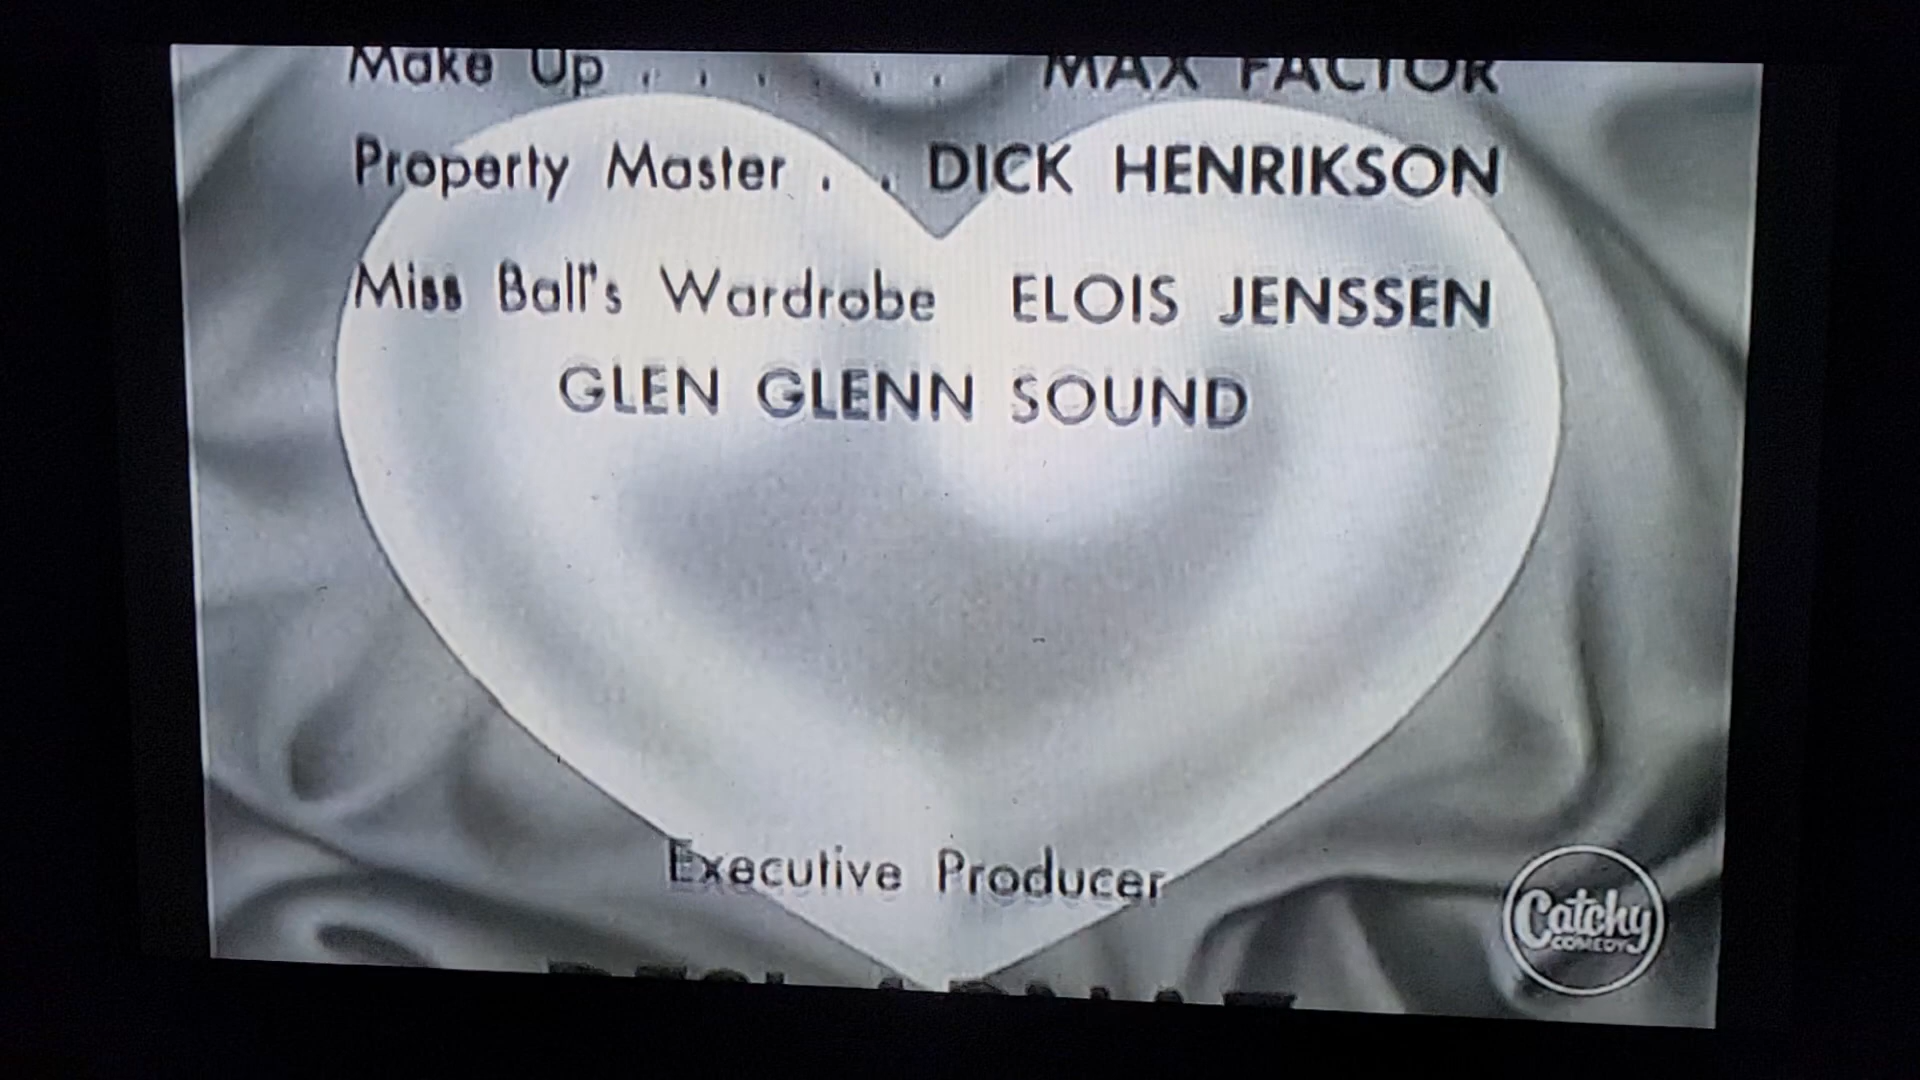 Make Up . . . . . . MAX FACTOR
Property Master . . DICK HENRIKSON
Miss Ball's Wardrobe ELOIS JENSSEN
GLEN GLENN SOUND
Executive Producer
Catchy
COMEDY